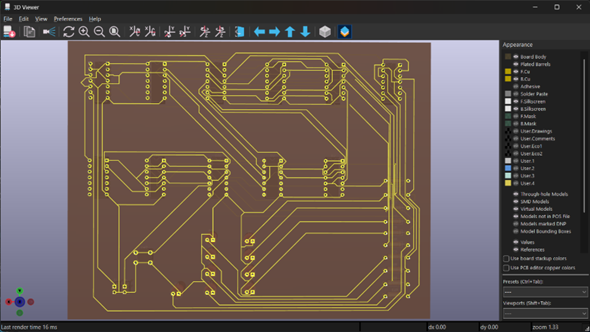 3D Viewer
File Edit View Preferences Help
Appearance
Board Body
Plated Barrels
F.Cu
B.Cu
Adhesive
Solder Paste
F.Silkscreen
B.Silkscreen
F.Mask
B.Mask
User.Drawings
User.Comments
User.Eco1
User.Eco2
User.1
User.2
User.3
User.4
Through-hole Models
SMD Models
Virtual Models
Models not in POS file
Models marked DNP
Model Bounding Boxes
Values
References
Use board stackup colors
Use PCB editor copper colors
Presets (Ctrl+Tab):
---
Viewports (Shift+Tab):
---
Last render time 16 ms
dx 0.00
dy 0.00
zoom 1.33